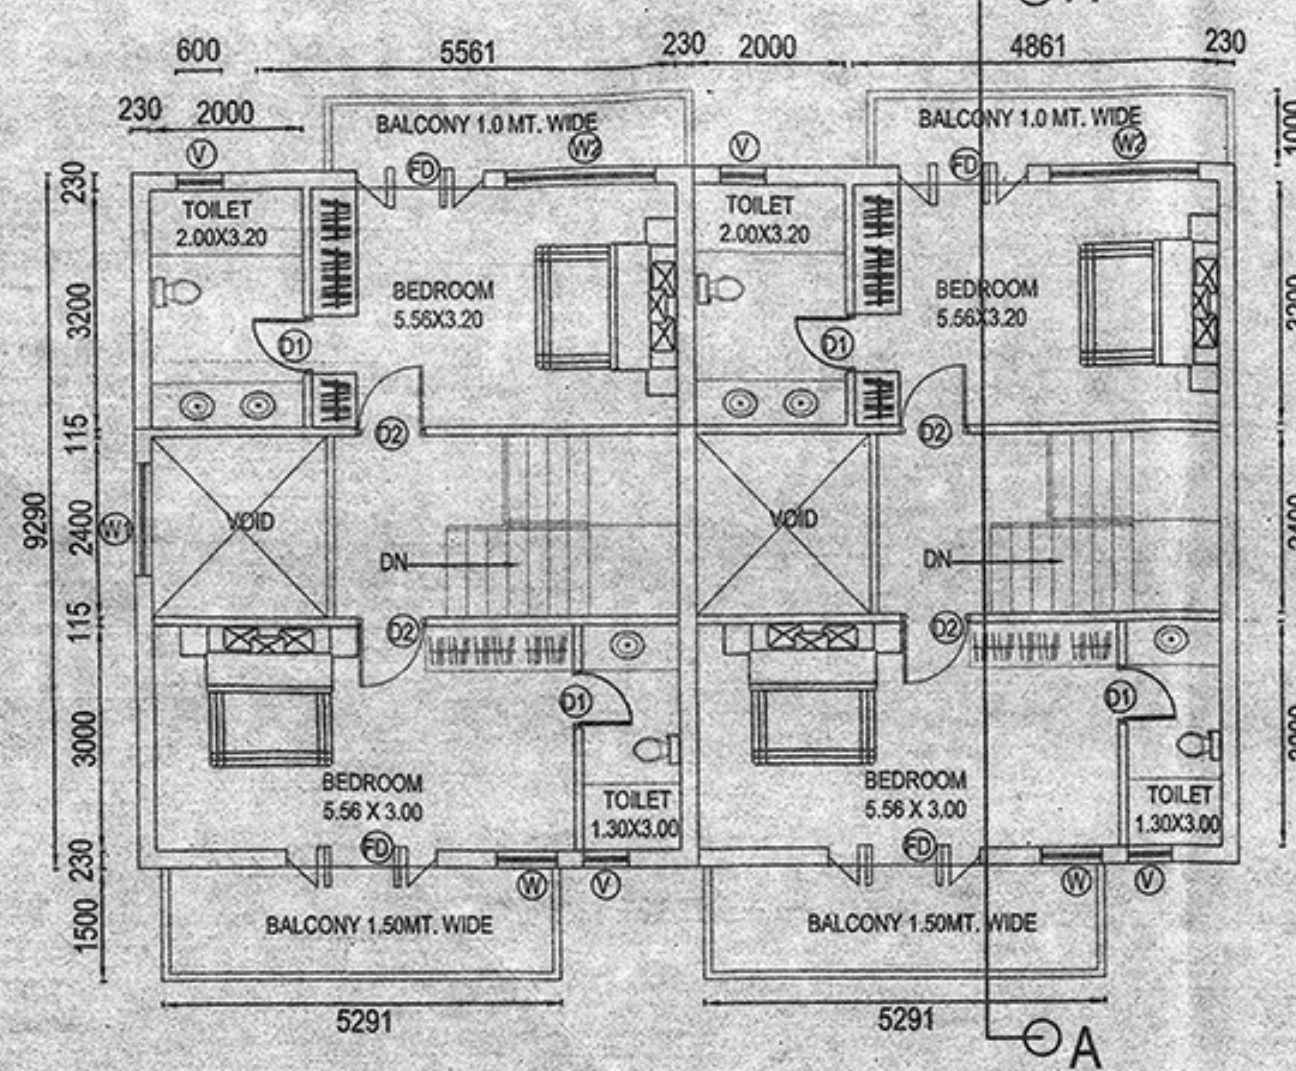 A
600
5561
230
2000
4861
230
230
2000
BALCONY 1.0 MT. WIDE
BALCONY 1.0 MT. WIDE
1000
V
FD
W2
V
FD
W2
230
TOILET
2.00X3.20
TOILET
2.00X3.20
BEDROOM
5.56X3.20
BEDROOM
5.56X3.20
3200
3200
D1
D1
D2
D2
115
9290
2400
W1
VOID
VOID
2400
DN
DN
115
D2
D2
D1
D1
3000
BEDROOM
5.56 X 3.00
BEDROOM
5.56 X 3.00
TOILET
1.30X3.00
TOILET
1.30X3.00
230
FD
FD
W
V
W
V
1500
BALCONY 1.50MT. WIDE
BALCONY 1.50MT. WIDE
5291
5291
A